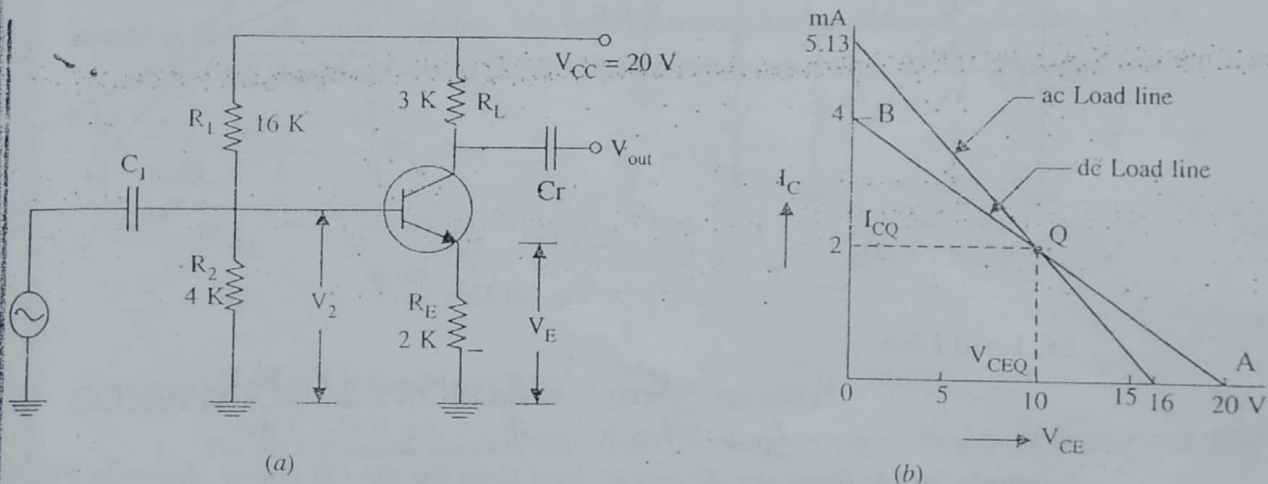 V_CC = 20 V
3 K
R_L
R_1
16 K
C_1
V_out
Cr
R_2
4 K
V_2
R_E
2 K
V_E
(a)
mA
5.13
4
B
ac Load line
dc Load line
I_C
I_CQ
Q
2
V_CEQ
A
0
5
10
15
16
20 V
V_CE
(b)